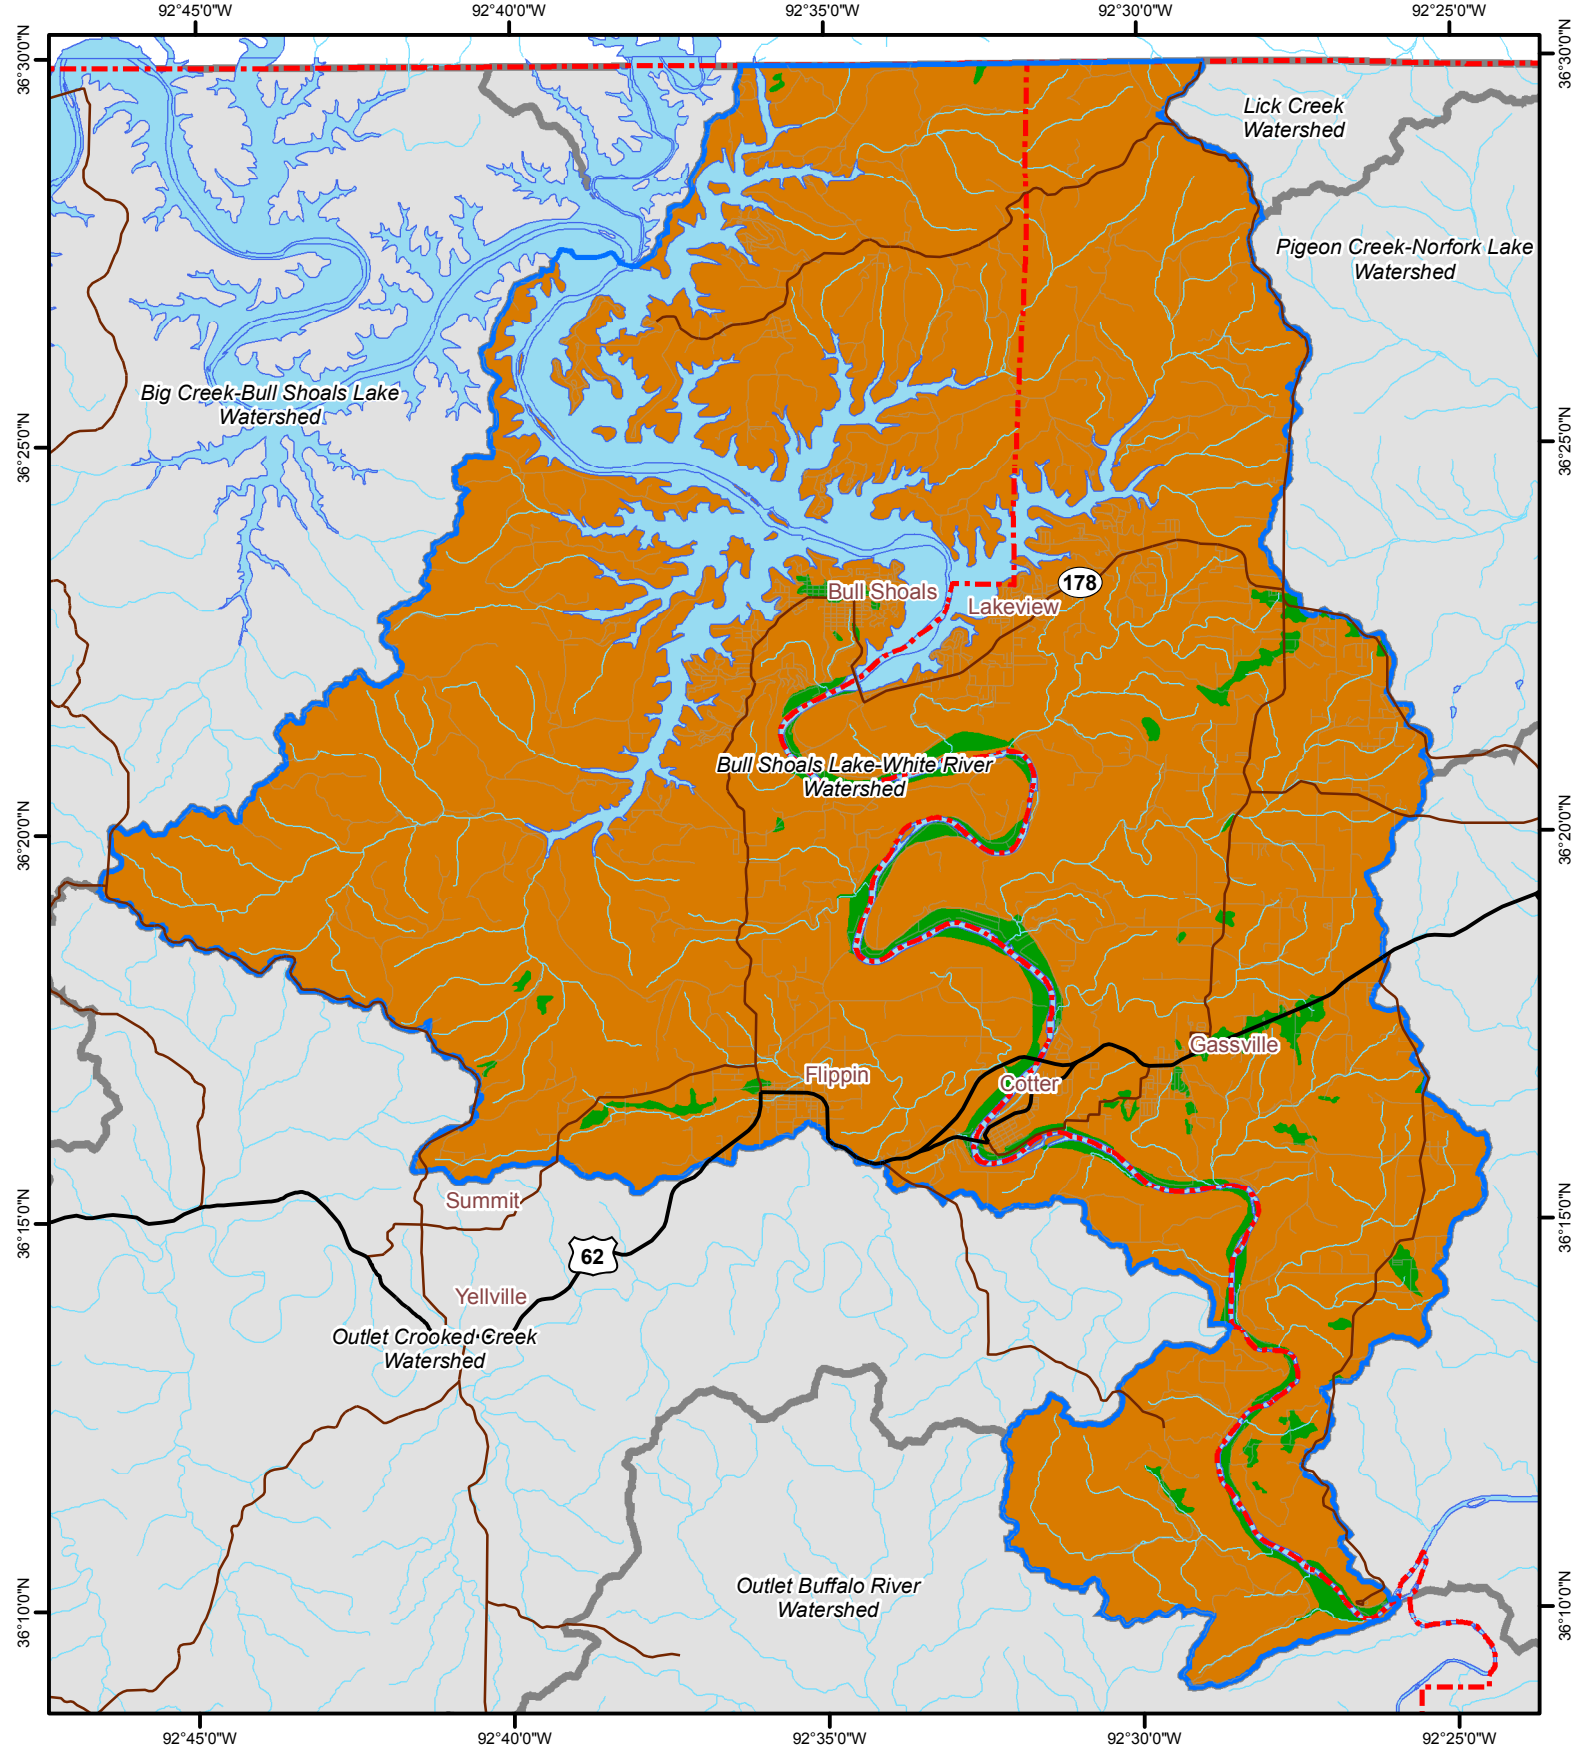 92°45'0"W
92°40'0"W
92°35'0"W
92°30'0"W
92°25'0"W
36°30'0"N
36°30'0"N
Lick Creek
Watershed
Pigeon Creek-Norfork Lake
Watershed
Big Creek-Bull Shoals Lake
Watershed
36°25'0"N
36°25'0"N
178
Bull Shoals
Lakeview
Bull Shoals Lake-White River
Watershed
36°20'0"N
36°20'0"N
Gassville
Flippin
Cotter
Summit
36°15'0"N
36°15'0"N
62
Yellville
Outlet Crooked Creek
Watershed
Outlet Buffalo River
Watershed
36°10'0"N
36°10'0"N
92°45'0"W
92°40'0"W
92°35'0"W
92°30'0"W
92°25'0"W